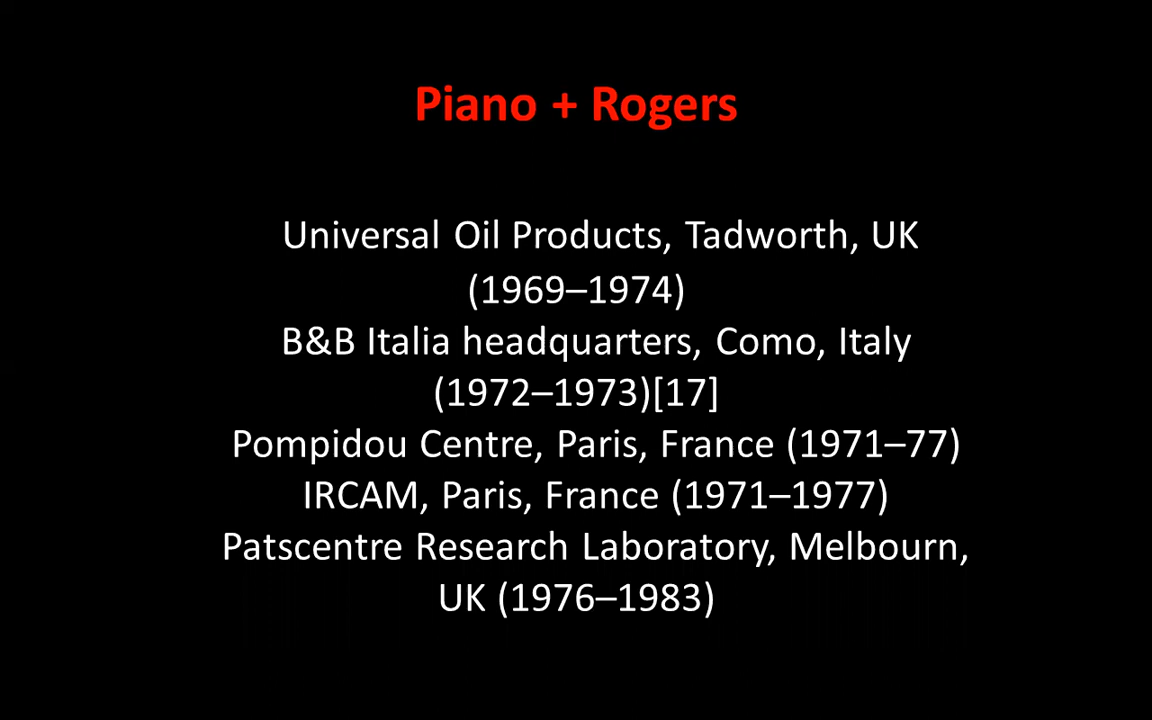 Piano + Rogers
Universal Oil Products, Tadworth, UK
(1969–1974)
B&B Italia headquarters, Como, Italy
(1972–1973)[17]
Pompidou Centre, Paris, France (1971–77)
IRCAM, Paris, France (1971–1977)
Patscentre Research Laboratory, Melbourn,
UK (1976–1983)